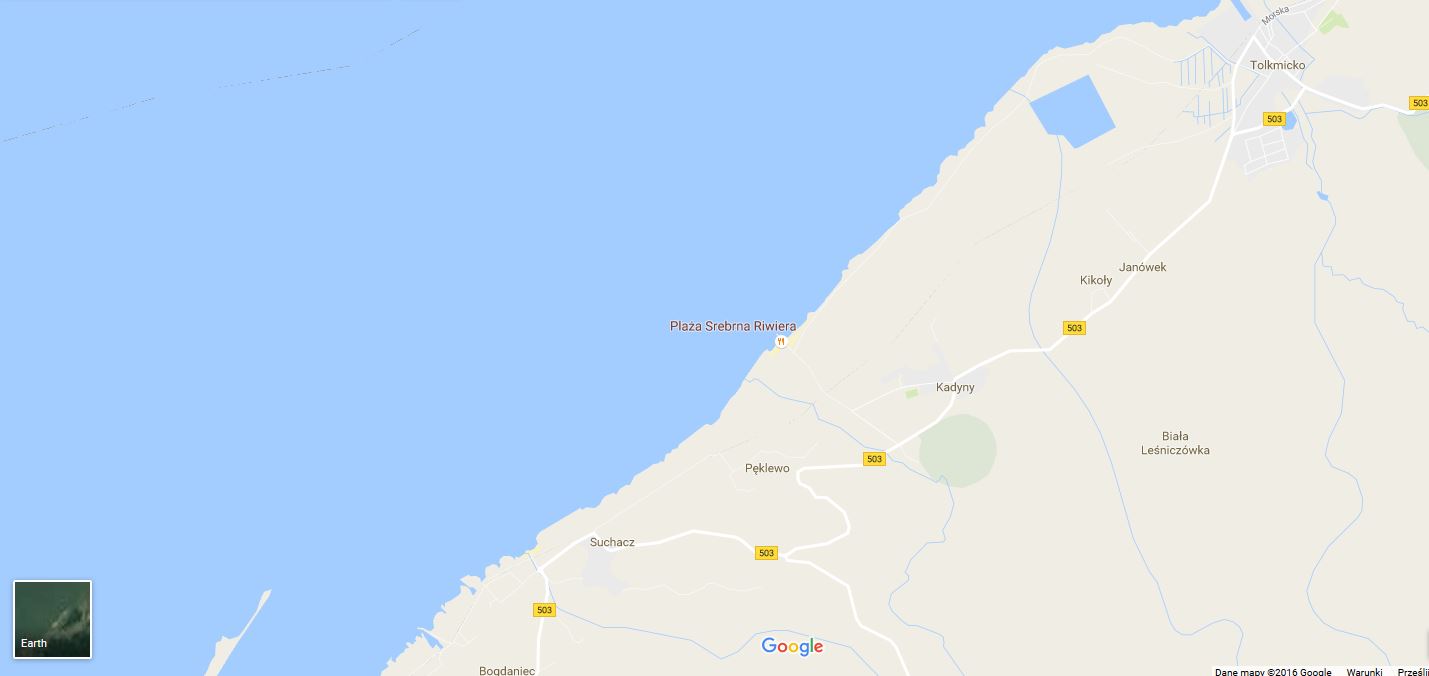 Morska
Tolkmicko
503
503
Janówek
Kikoły
Plaża Srebrna Riwiera
503
Kadyny
Biała
Leśniczówka
503
Pęklewo
Suchacz
503
503
Earth
Google
Bogdaniec
Dane mapy ©2016 Google Warunki Prześlij